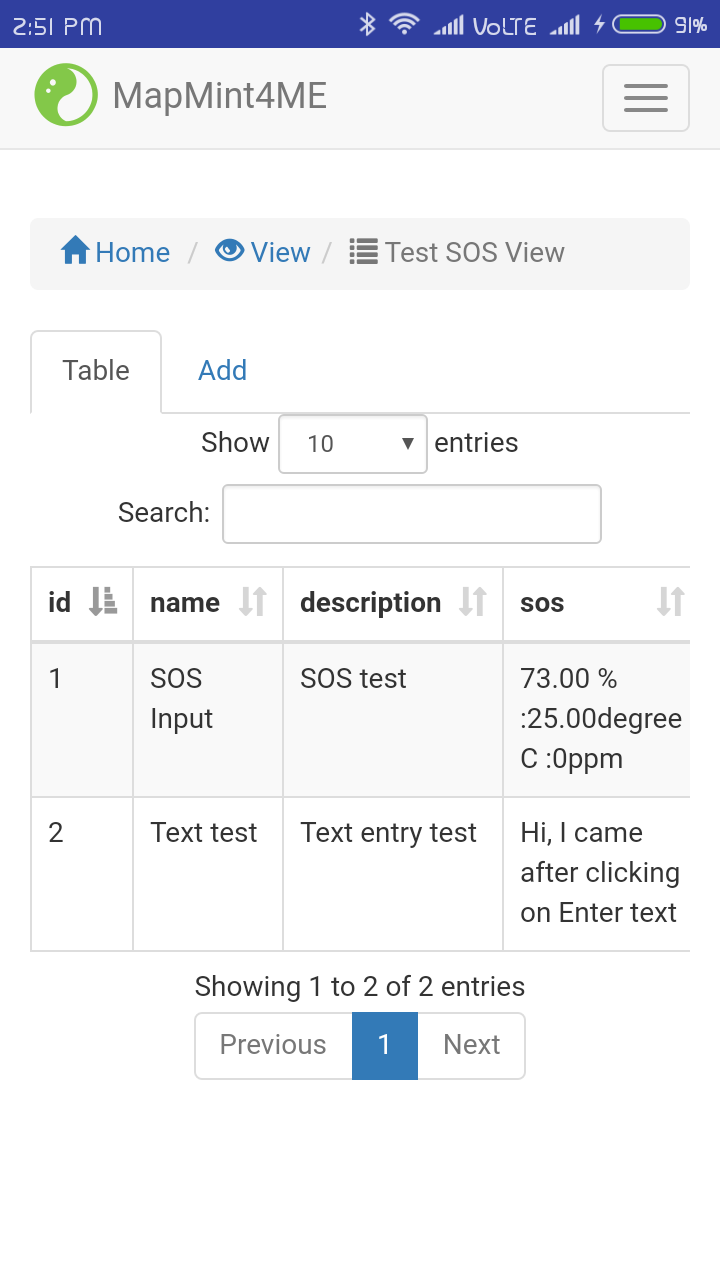 2:51 PM VoLTE 91%
MapMint4ME
Home / View / Test SOS View
Table Add
Show 10 entries
Search:
id name description sos
1 SOS Input SOS test 73.00 %
:25.00degree
C :0ppm
2 Text test Text entry test Hi, I came
after clicking
on Enter text
Showing 1 to 2 of 2 entries
Previous 1 Next